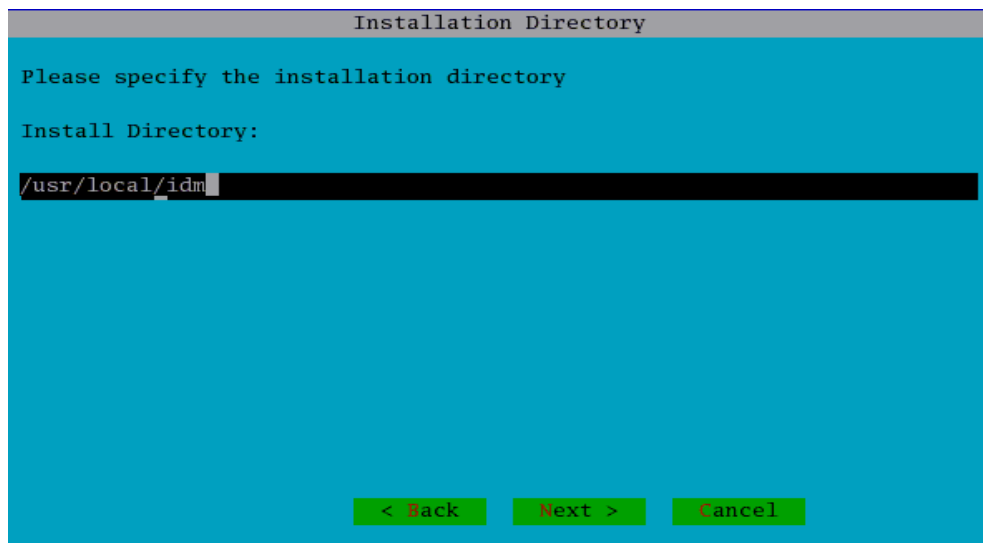 Installation Directory
Please specify the installation directory
Install Directory:
/usr/local/idm
< Back Next > Cancel